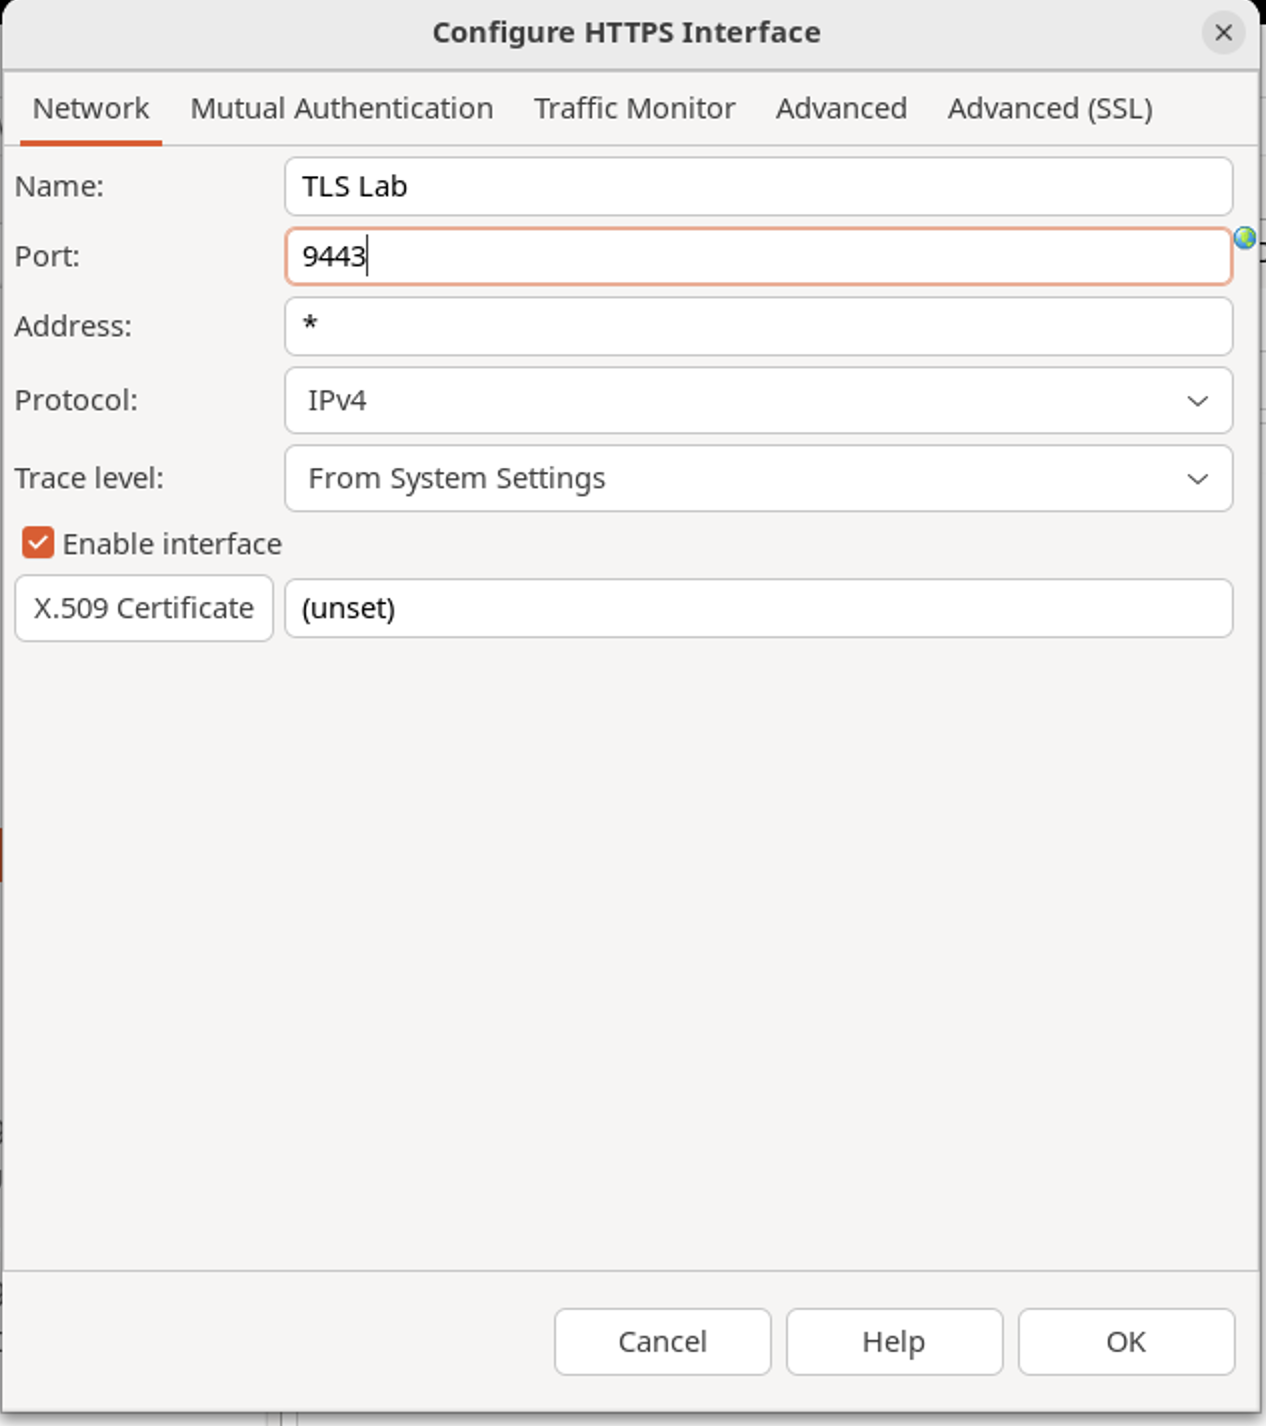 Configure HTTPS Interface
Network Mutual Authentication Traffic Monitor Advanced Advanced (SSL)
Name: TLS Lab
Port: 9443
Address: *
Protocol: IPv4
Trace level: From System Settings
Enable interface
X.509 Certificate (unset)
Cancel Help OK